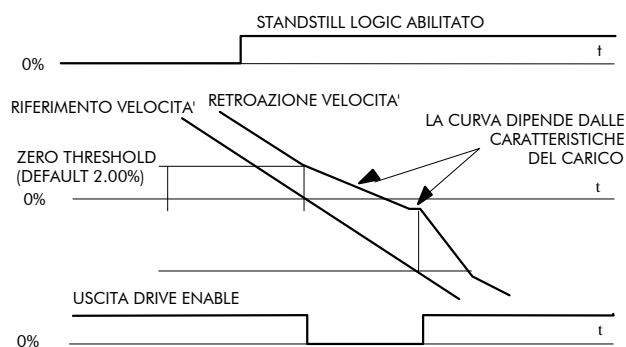 STANDSTILL LOGIC ABILITATO
t
0%
RIFERIMENTO VELOCITA'
RETROAZIONE VELOCITA'
LA CURVA DIPENDE DALLE
CARATTERISTICHE
DEL CARICO
ZERO THRESHOLD
(DEFAULT 2.00%)
t
0%
USCITA DRIVE ENABLE
t
0%